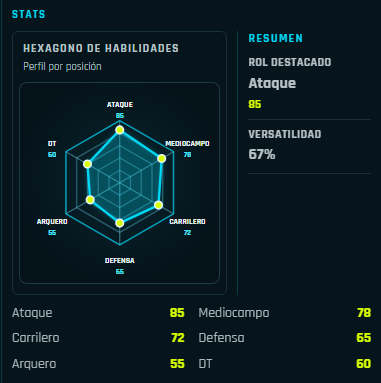 STATS
HEXAGONO DE HABILIDADES
Perfil por posición
ATAQUE
85
MEDIOCAMPO
78
CARRILERO
72
DEFENSA
65
ARQUERO
55
DT
60
RESUMEN
ROL DESTACADO
Ataque
85
VERSATILIDAD
67%
Ataque 85 Mediocampo 78
Carrilero 72 Defensa 65
Arquero 55 DT 60